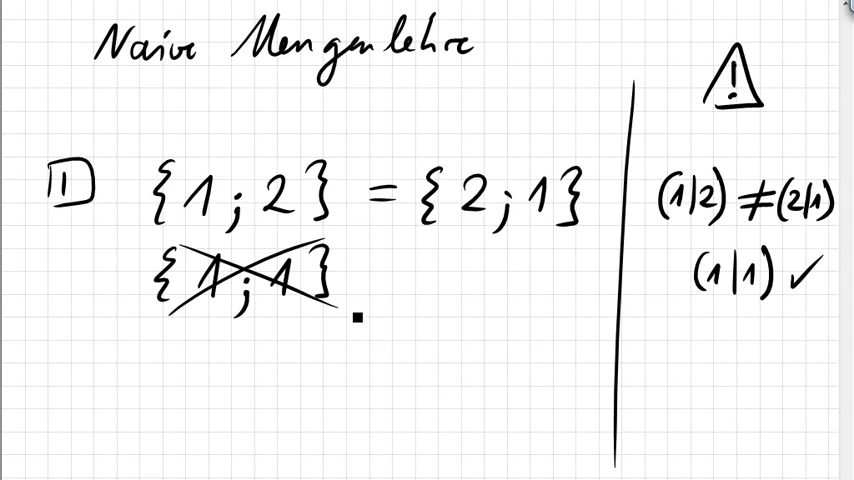 Naive Mengenlehre
1 {1;2} = {2;1}
{1;1}
!
(1|2) ≠ (2|1)
(1|1) ✓